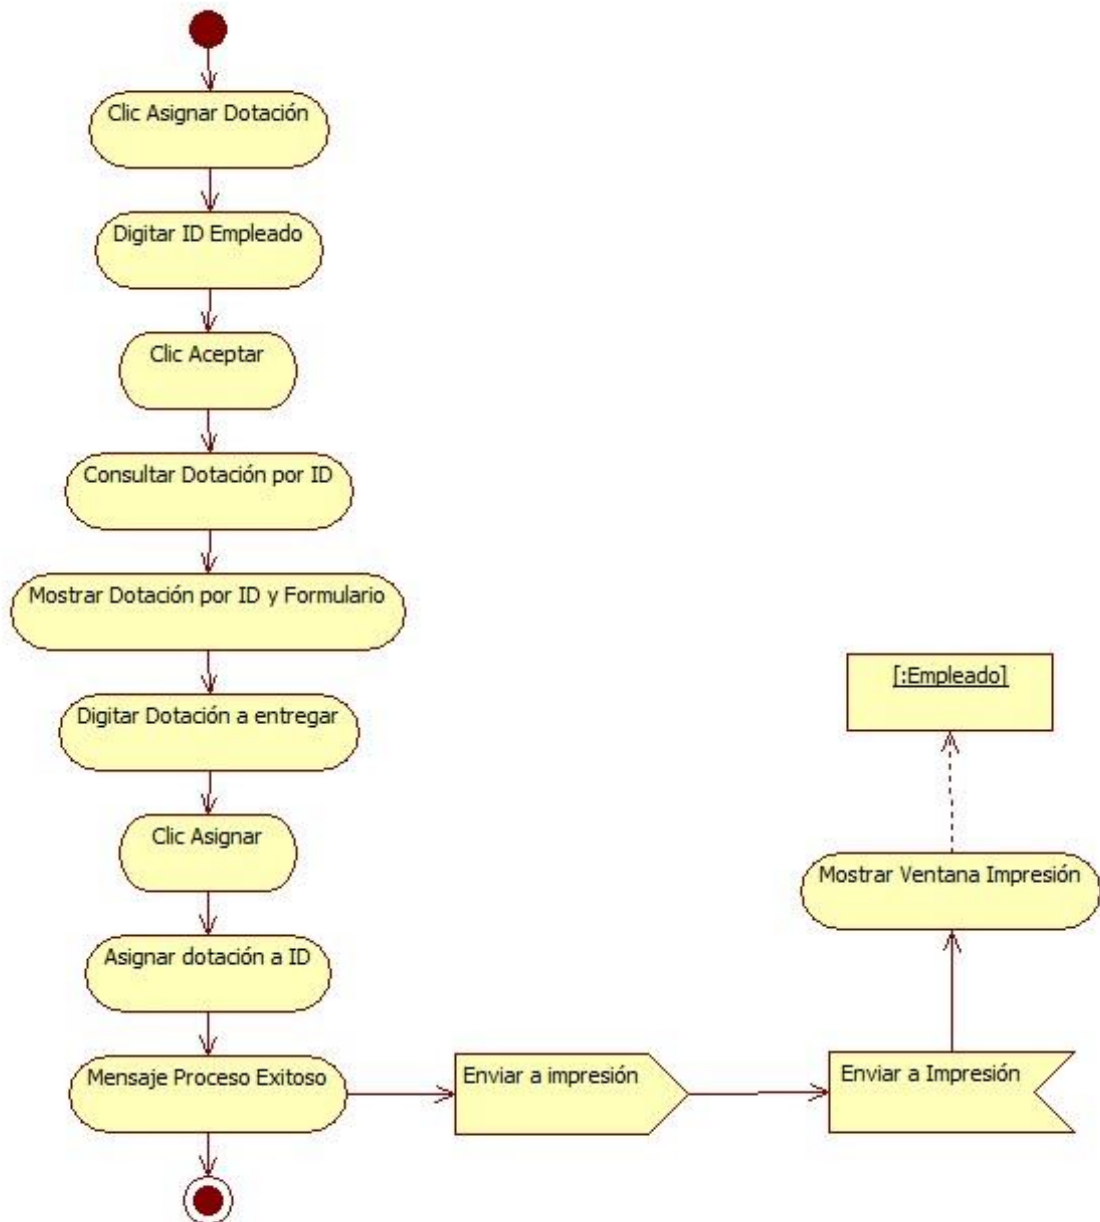 Clic Asignar Dotación
Digitar ID Empleado
Clic Aceptar
Consultar Dotación por ID
Mostrar Dotación por ID y Formulario
Digitar Dotación a entregar
Clic Asignar
Asignar dotación a ID
Mensaje Proceso Exitoso
Enviar a impresión
Enviar a Impresión
Mostrar Ventana Impresión
[:Empleado]